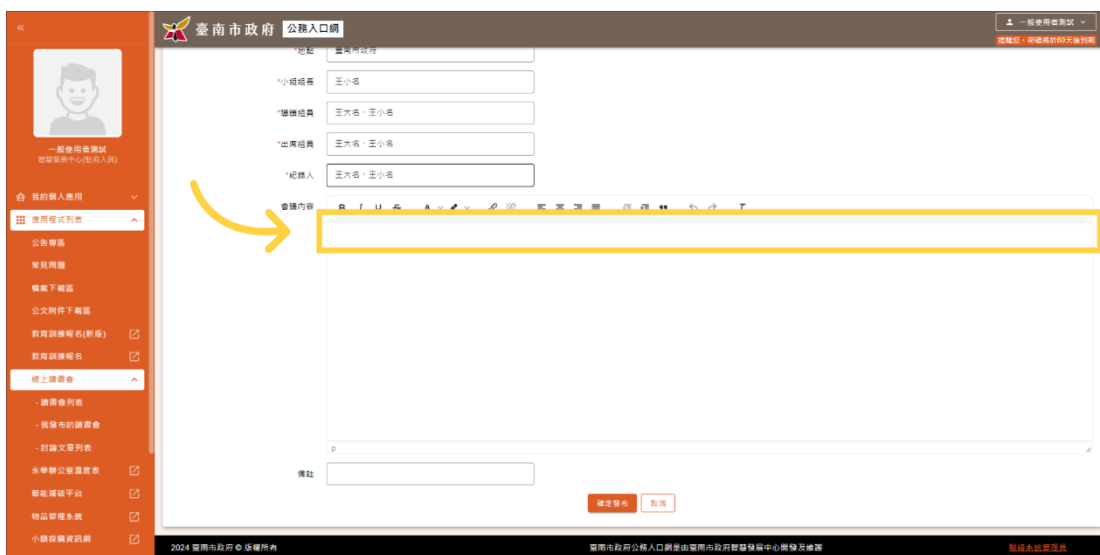 臺南市政府 公務入口網
一般使用者測試
提醒您，密碼將於60天後到期
一般使用者測試
智慧發展中心(駐府人員)
我的個人應用
應用程式列表
公告專區
常見問題
檔案下載區
公文附件下載區
教育訓練報名(新版)
教育訓練報名
線上讀書會
- 讀書會列表
- 我發布的讀書會
- 討論文章列表
永華辦公室溫度表
節能減碳平台
物品管理系統
小額採購資訊網
*地點 臺南市政府
*小組組長 王小名
*導讀組員 王大名、王小名
*出席組員 王大名、王小名
*紀錄人 王大名、王小名
會議內容
B I U S A
P
備註
確定發布 取消
2024 臺南市政府 © 版權所有
臺南市政府公務入口網是由臺南市政府智慧發展中心開發及維護
聯絡系統管理員